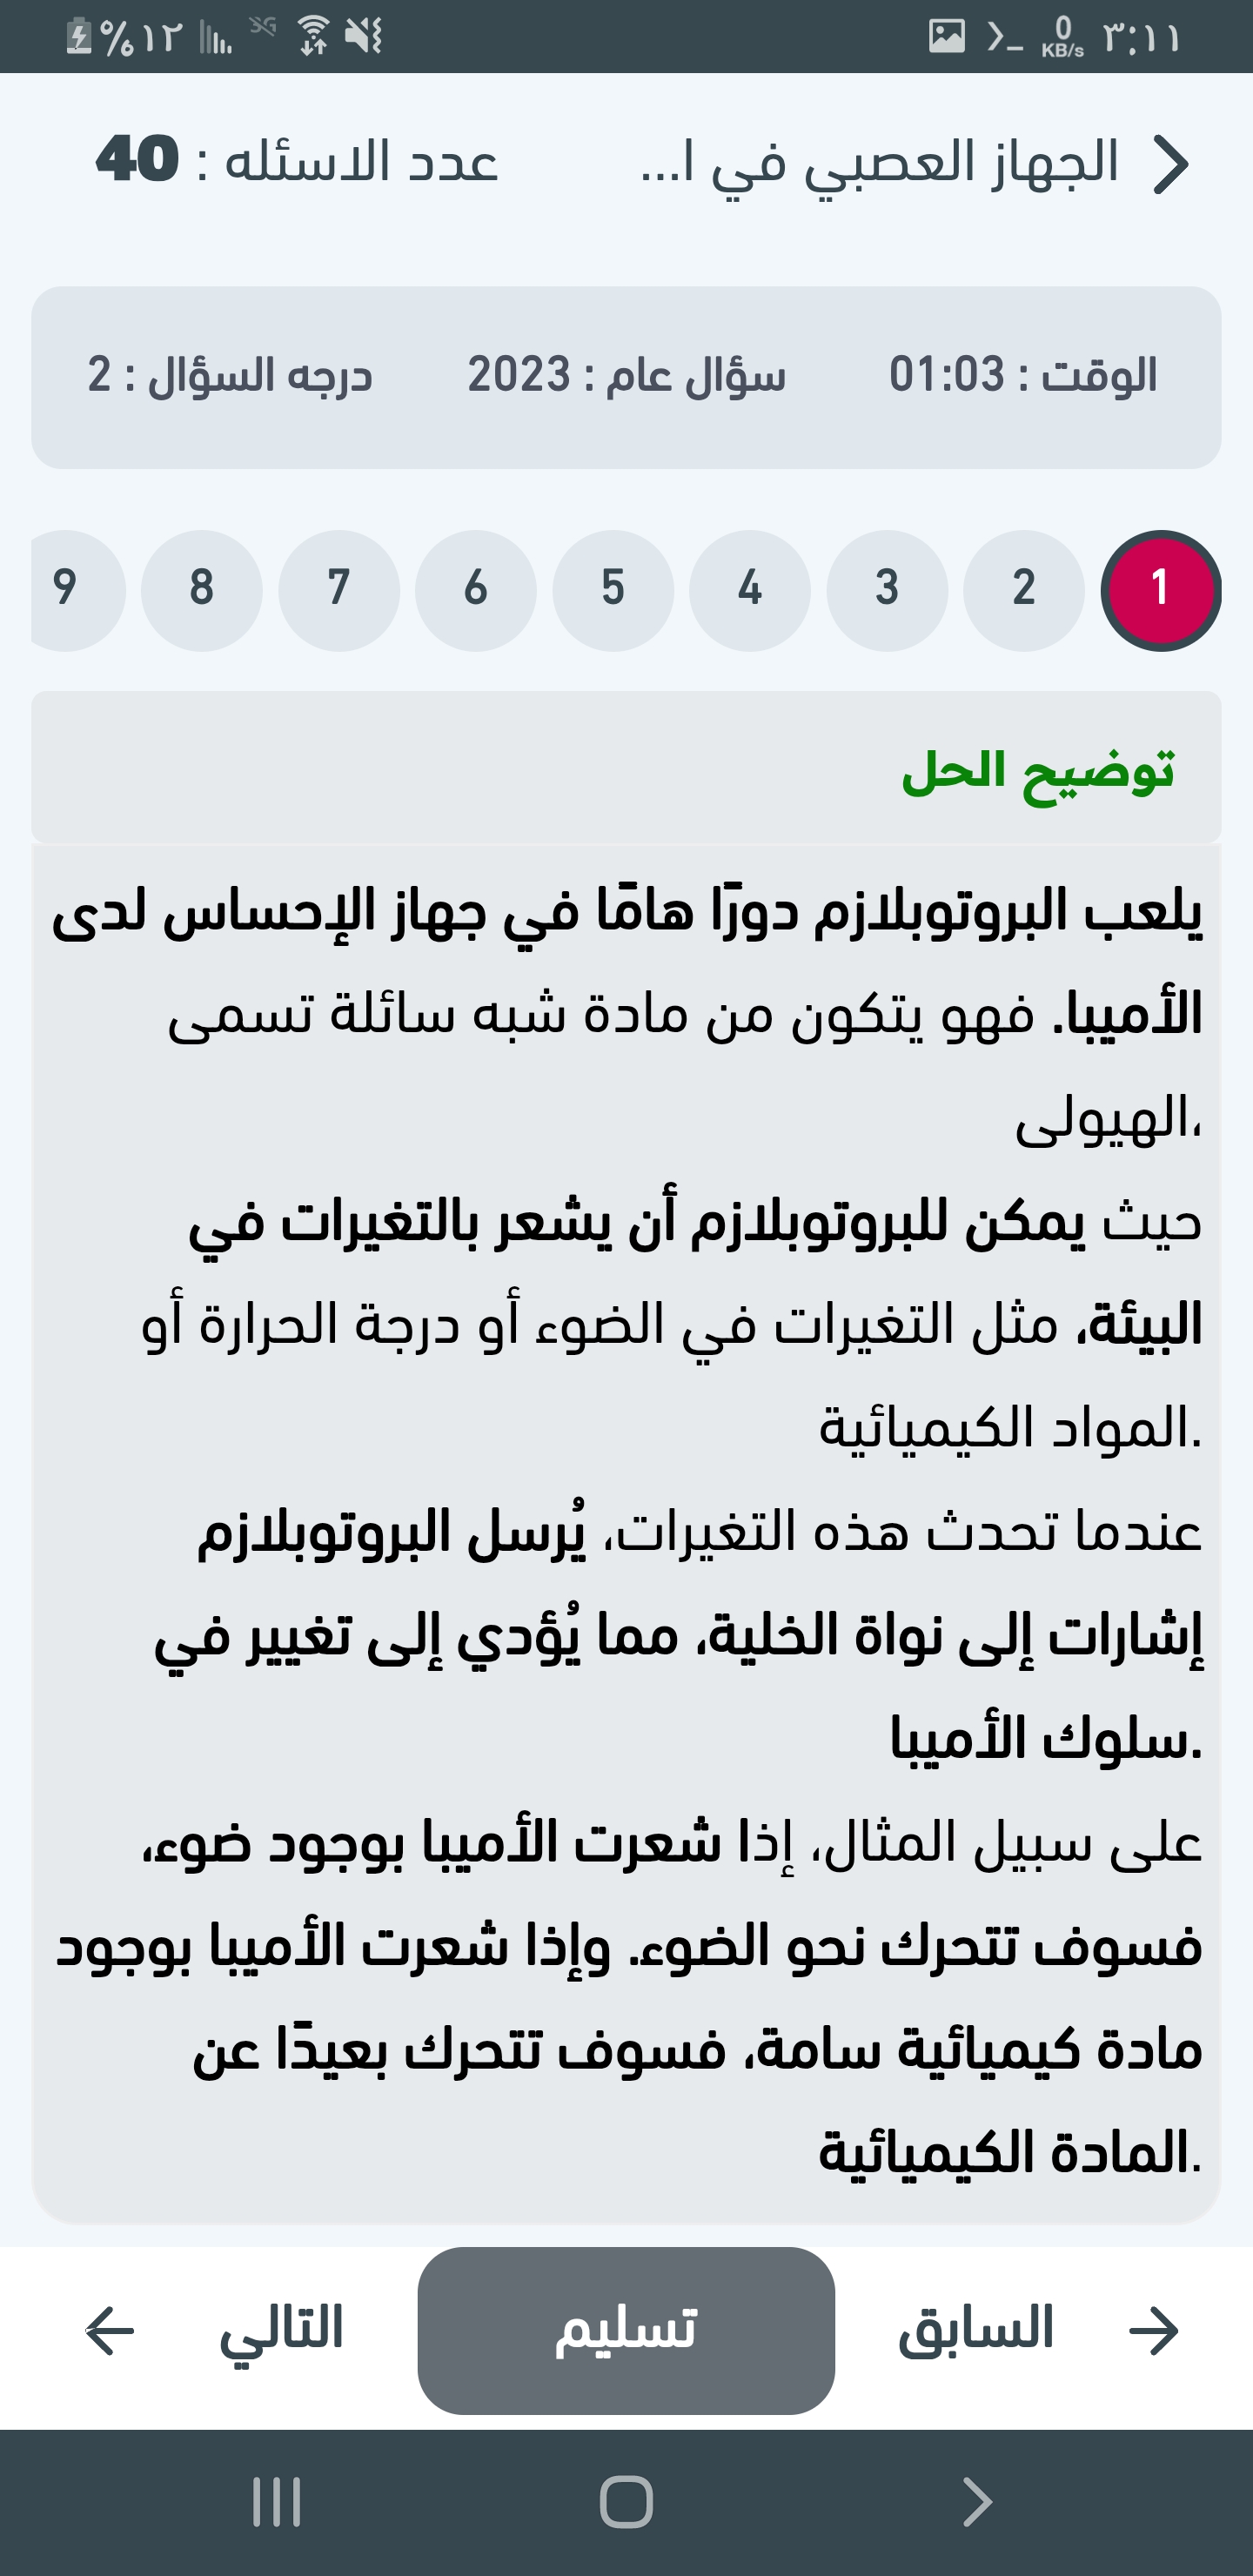 ٣:١١
0 KB/s
%١٢
3G
الجهاز العصبي في ا...
عدد الاسئله : 40
الوقت : 01:03
سؤال عام : 2023
درجه السؤال : 2
1 2 3 4 5 6 7 8 9
توضيح الحل
يلعب البروتوبلازم دورًا هامًا في جهاز الإحساس لدى
الأميبا. فهو يتكون من مادة شبه سائلة تسمى
،الهيولى
حيث يمكن للبروتوبلازم أن يشعر بالتغيرات في
البيئة، مثل التغيرات في الضوء أو درجة الحرارة أو
.المواد الكيميائية
عندما تحدث هذه التغيرات، يُرسل البروتوبلازم
إشارات إلى نواة الخلية، مما يُؤدي إلى تغيير في
.سلوك الأميبا
على سبيل المثال، إذا شعرت الأميبا بوجود ضوء،
فسوف تتحرك نحو الضوء. وإذا شعرت الأميبا بوجود
مادة كيميائية سامة، فسوف تتحرك بعيدًا عن
.المادة الكيميائية
السابق
تسليم
التالي